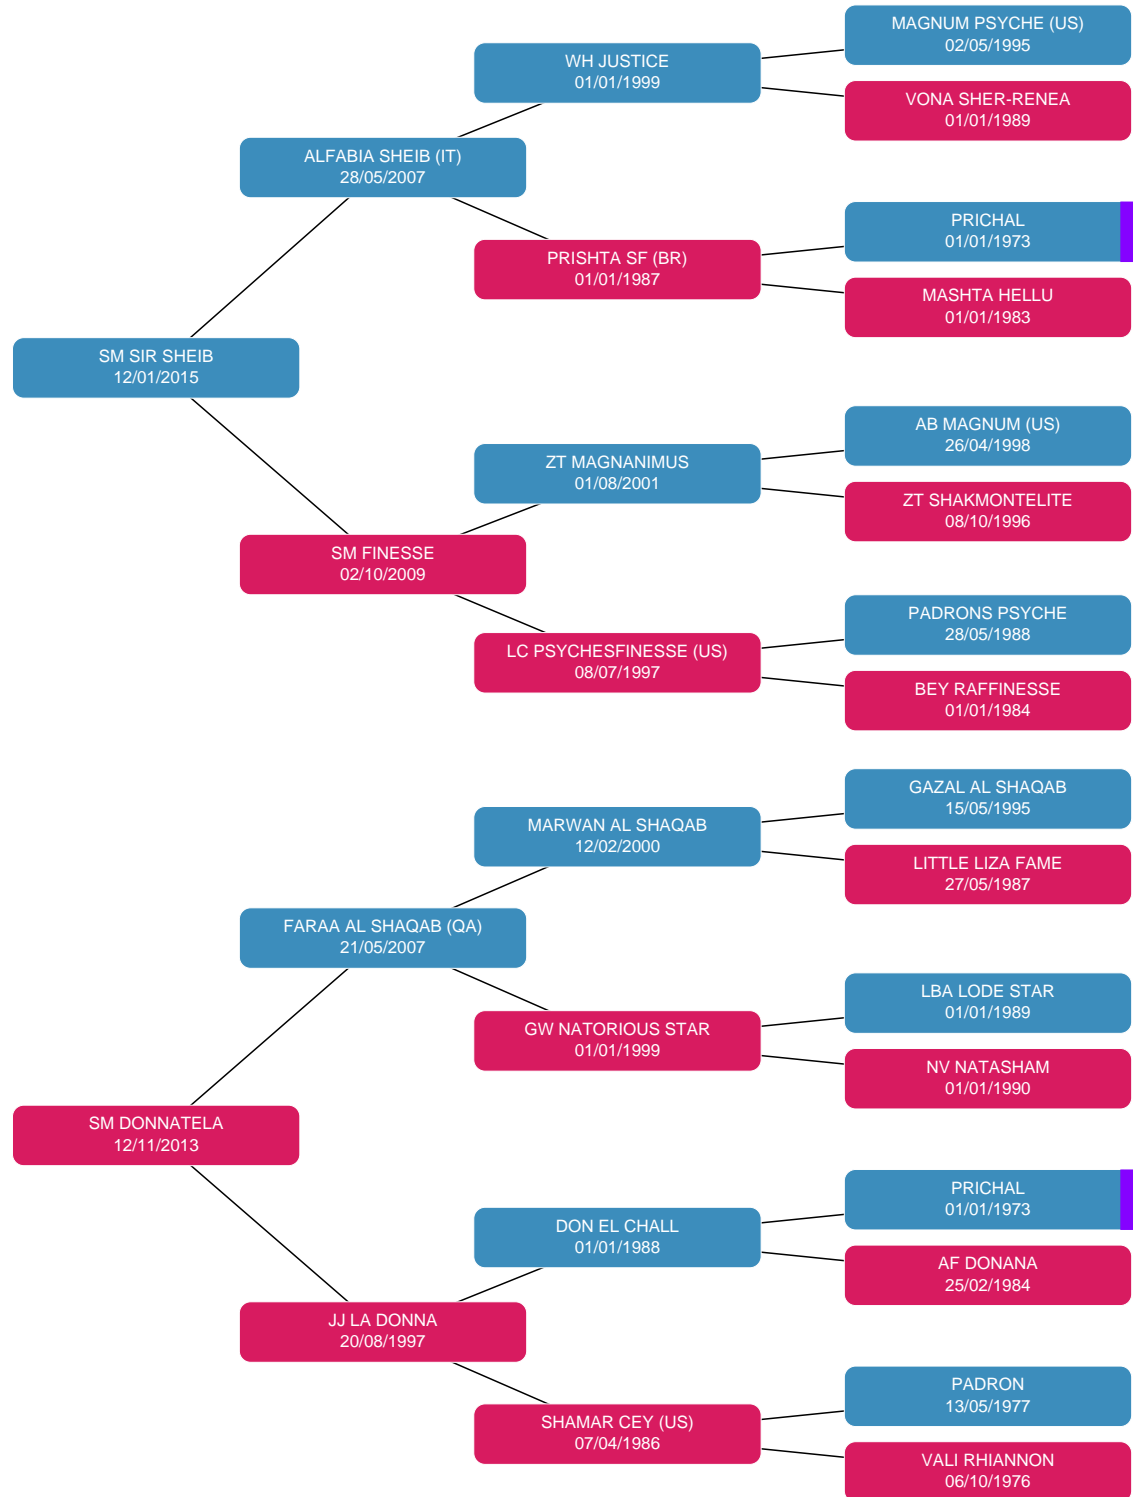 MAGNUM PSYCHE (US)
02/05/1995
WH JUSTICE
01/01/1999
VONA SHER-RENEA
01/01/1989
ALFABIA SHEIB (IT)
28/05/2007
PRICHAL
01/01/1973
PRISHTA SF (BR)
01/01/1987
MASHTA HELLU
01/01/1983
SM SIR SHEIB
12/01/2015
AB MAGNUM (US)
26/04/1998
ZT MAGNANIMUS
01/08/2001
ZT SHAKMONTELITE
08/10/1996
SM FINESSE
02/10/2009
PADRONS PSYCHE
28/05/1988
LC PSYCHESFINESSE (US)
08/07/1997
BEY RAFFINESSE
01/01/1984
GAZAL AL SHAQAB
15/05/1995
MARWAN AL SHAQAB
12/02/2000
LITTLE LIZA FAME
27/05/1987
FARAA AL SHAQAB (QA)
21/05/2007
LBA LODE STAR
01/01/1989
GW NATORIOUS STAR
01/01/1999
NV NATASHAM
01/01/1990
SM DONNATELA
12/11/2013
PRICHAL
01/01/1973
DON EL CHALL
01/01/1988
AF DONANA
25/02/1984
JJ LA DONNA
20/08/1997
PADRON
13/05/1977
SHAMAR CEY (US)
07/04/1986
VALI RHIANNON
06/10/1976